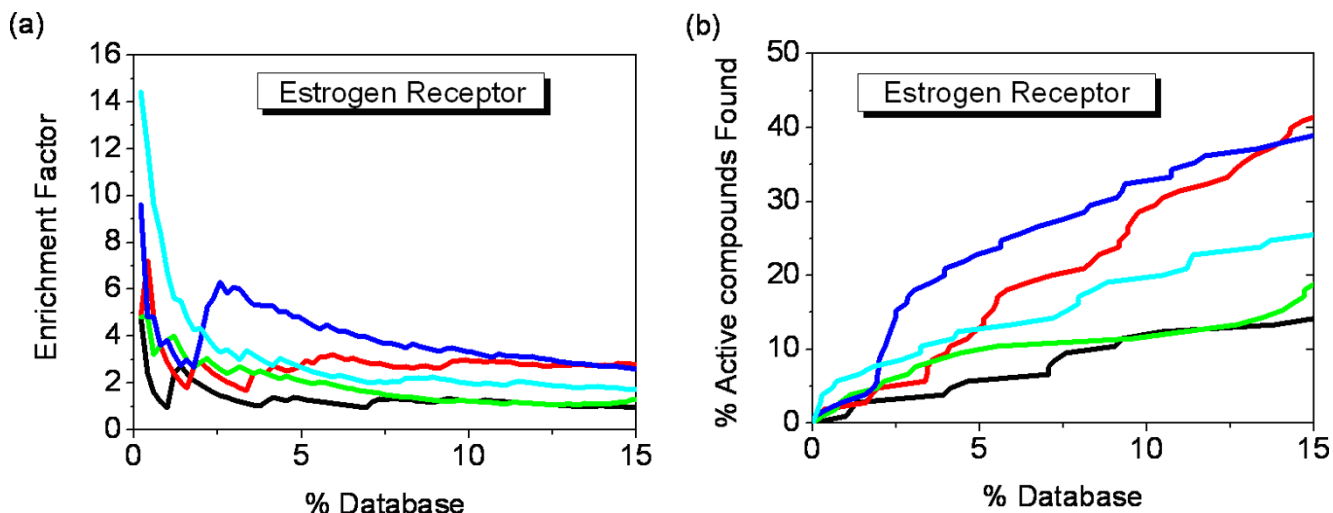 (a)
16
14
12
10
8
6
4
2
0
Estrogen Receptor
Enrichment Factor
0
5
10
15
% Database
(b)
50
40
30
20
10
0
Estrogen Receptor
% Active compounds Found
0
5
10
15
% Database